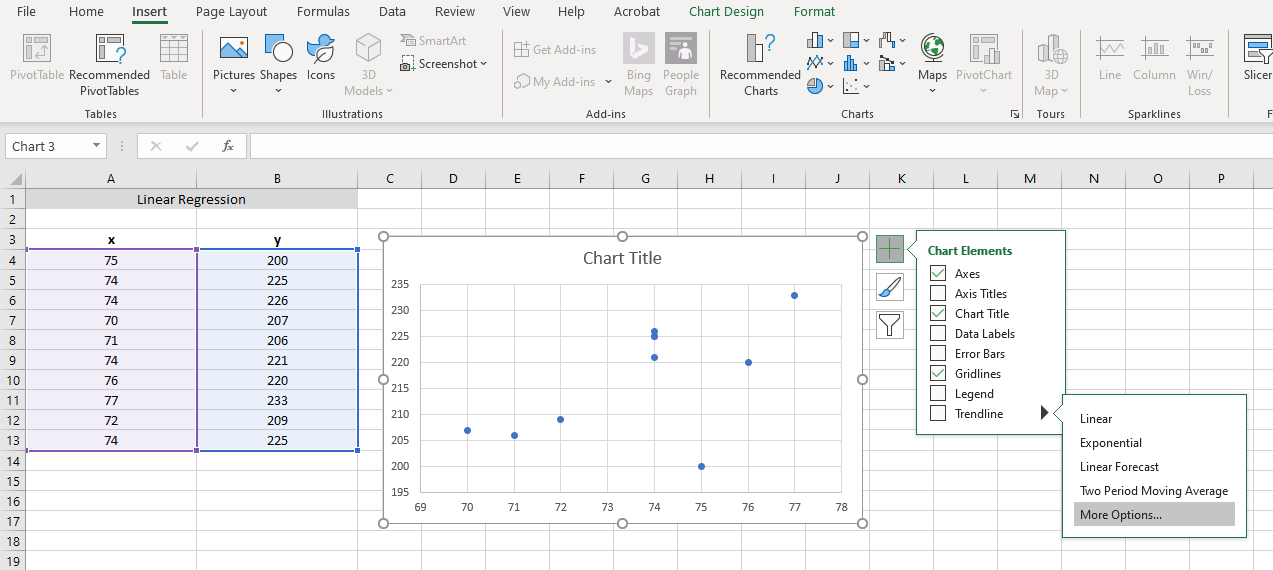 File Home Insert Page Layout Formulas Data Review View Help Acrobat Chart Design Format
PivotTable
Recommended
PivotTables
Table
Tables
Pictures
Shapes
Icons
3D
Models
SmartArt
Screenshot
Illustrations
Get Add-ins
My Add-ins
Bing
Maps
People
Graph
Add-ins
Recommended
Charts
Maps
PivotChart
Charts
3D
Map
Tours
Line
Column
Win/
Loss
Sparklines
Slicer
F
Chart 3
fx
A B C D E F G H I J K L M N O P
1 Linear Regression
2
3 x y
4 75 200
5 74 225
6 74 226
7 70 207
8 71 206
9 74 221
10 76 220
11 77 233
12 72 209
13 74 225
14
15
16
17
18
19
Chart Title
235
230
225
220
215
210
205
200
195
69 70 71 72 73 74 75 76 77 78
Chart Elements
Axes
Axis Titles
Chart Title
Data Labels
Error Bars
Gridlines
Legend
Trendline
Linear
Exponential
Linear Forecast
Two Period Moving Average
More Options...